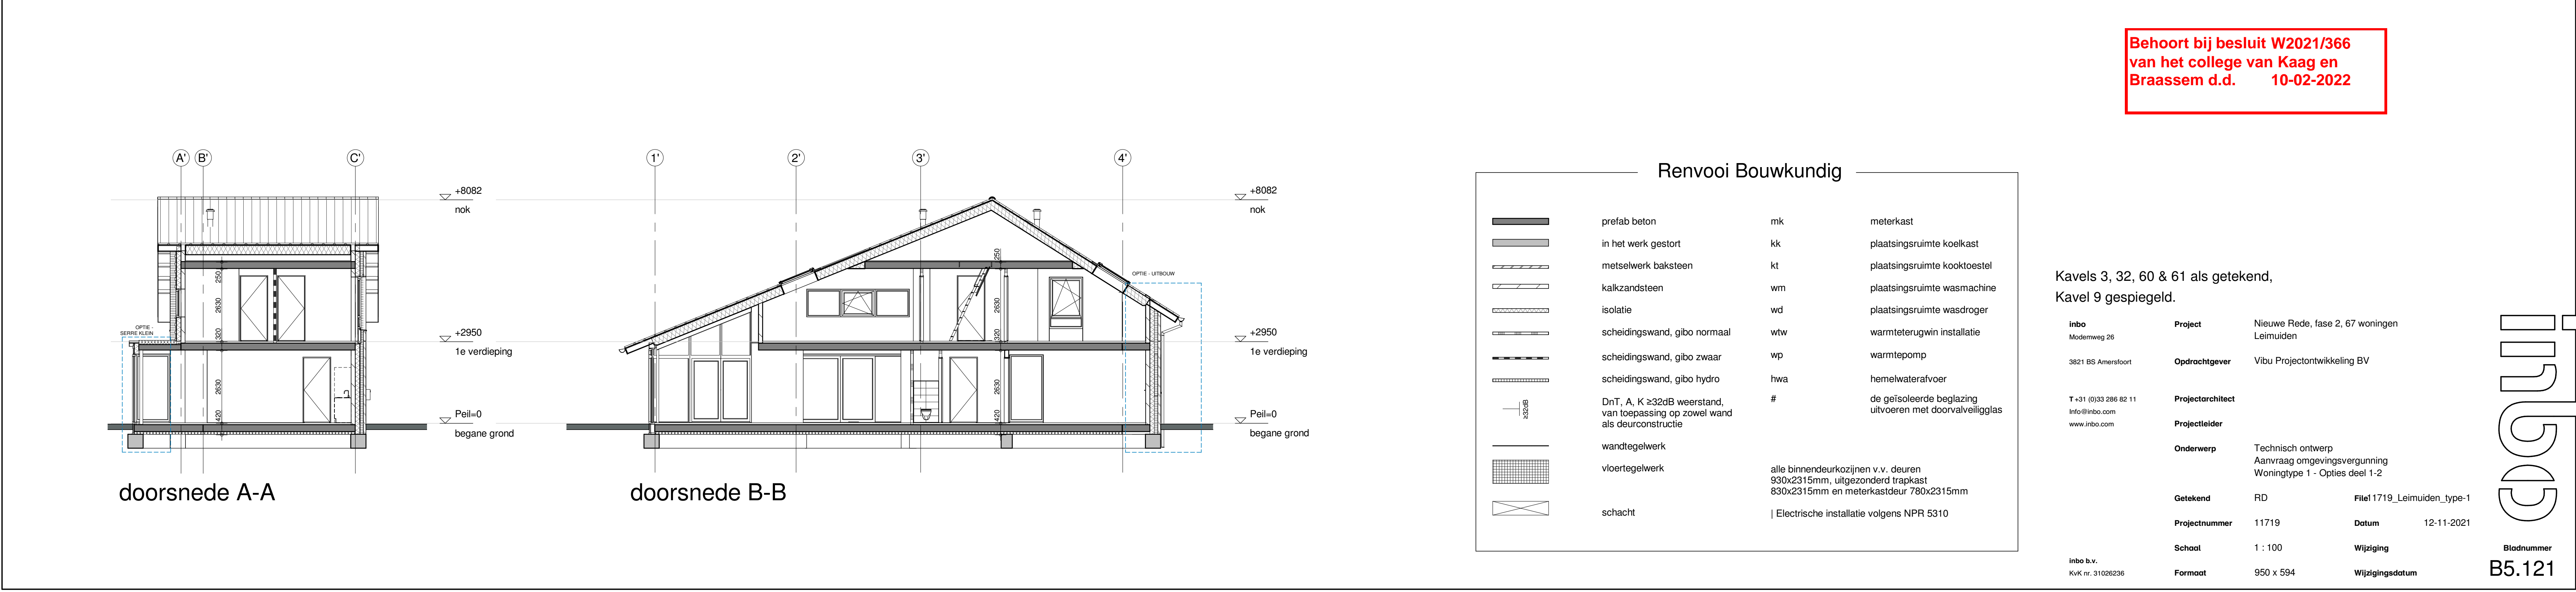 Behoort bij besluit W2021/366
van het college van Kaag en
Braassem d.d. 10-02-2022
A' B' C'
+8082
nok
250
2630
320
OPTIE -
SERRE KLEIN
+2950
1e verdieping
2630
420
Peil=0
begane grond
doorsnede A-A
1' 2' 3' 4'
+8082
nok
250
OPTIE - UITBOUW
2630
320
+2950
1e verdieping
2630
420
Peil=0
begane grond
doorsnede B-B
Renvooi Bouwkundig
prefab beton
in het werk gestort
metselwerk baksteen
kalkzandsteen
isolatie
scheidingswand, gibo normaal
scheidingswand, gibo zwaar
scheidingswand, gibo hydro
≥32dB
DnT, A, K ≥32dB weerstand,
van toepassing op zowel wand
als deurconstructie
wandtegelwerk
vloertegelwerk
schacht
mk meterkast
kk plaatsingsruimte koelkast
kt plaatsingsruimte kooktoestel
wm plaatsingsruimte wasmachine
wd plaatsingsruimte wasdroger
wtw warmteterugwin installatie
wp warmtepomp
hwa hemelwaterafvoer
# de geïsoleerde beglazing
uitvoeren met doorvalveiligglas
alle binnendeurkozijnen v.v. deuren
930x2315mm, uitgezonderd trapkast
830x2315mm en meterkastdeur 780x2315mm
| Electrische installatie volgens NPR 5310
Kavels 3, 32, 60 & 61 als getekend,
Kavel 9 gespiegeld.
inbo
Modemweg 26
3821 BS Amersfoort
T +31 (0)33 286 82 11
Info@inbo.com
www.inbo.com
inbo b.v.
KvK nr. 31026236
Project Nieuwe Rede, fase 2, 67 woningen
Leimuiden
Opdrachtgever Vibu Projectontwikkeling BV
Projectarchitect
Projectleider
Onderwerp Technisch ontwerp
Aanvraag omgevingsvergunning
Woningtype 1 - Opties deel 1-2
Getekend RD File 11719_Leimuiden_type-1
Projectnummer 11719 Datum 12-11-2021
Schaal 1 : 100 Wijziging
Formaat 950 x 594 Wijzigingsdatum
inbo
Bladnummer
B5.121